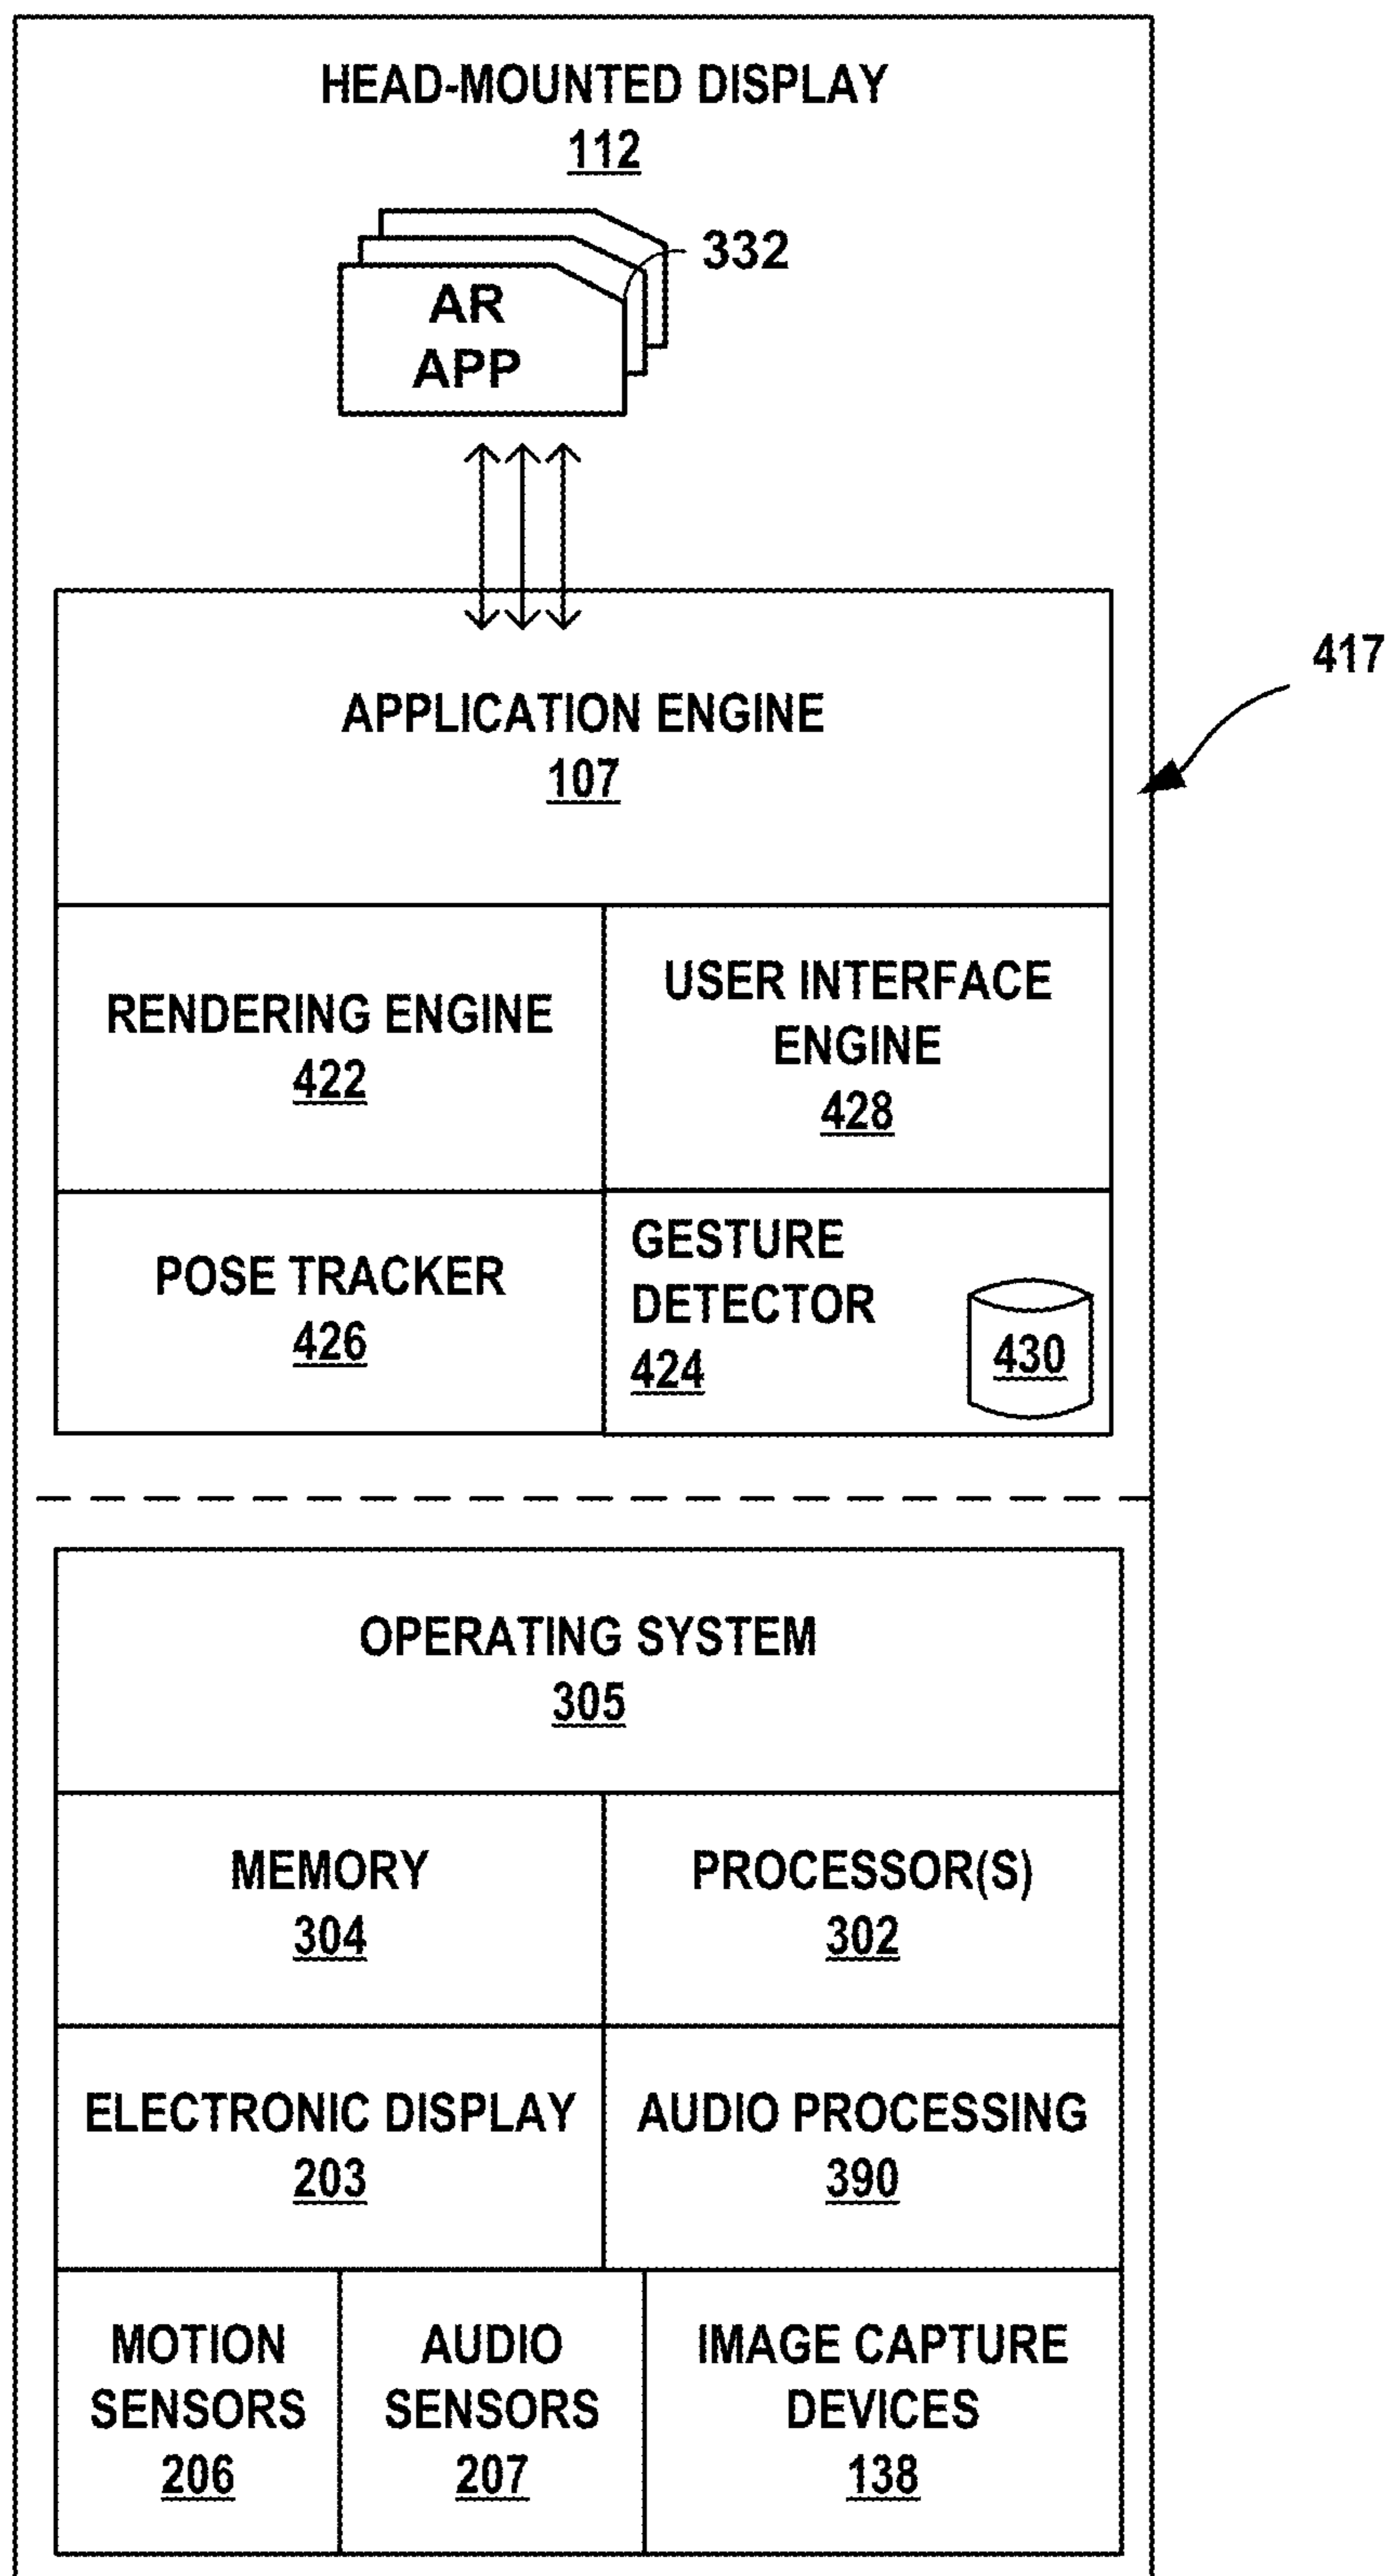 HEAD-MOUNTED DISPLAY
112
332
AR
APP
417
APPLICATION ENGINE
107
RENDERING ENGINE
422
USER INTERFACE
ENGINE
428
POSE TRACKER
426
GESTURE
DETECTOR
424
430
OPERATING SYSTEM
305
MEMORY
304
PROCESSOR(S)
302
ELECTRONIC DISPLAY
203
AUDIO PROCESSING
390
MOTION
SENSORS
206
AUDIO
SENSORS
207
IMAGE CAPTURE
DEVICES
138